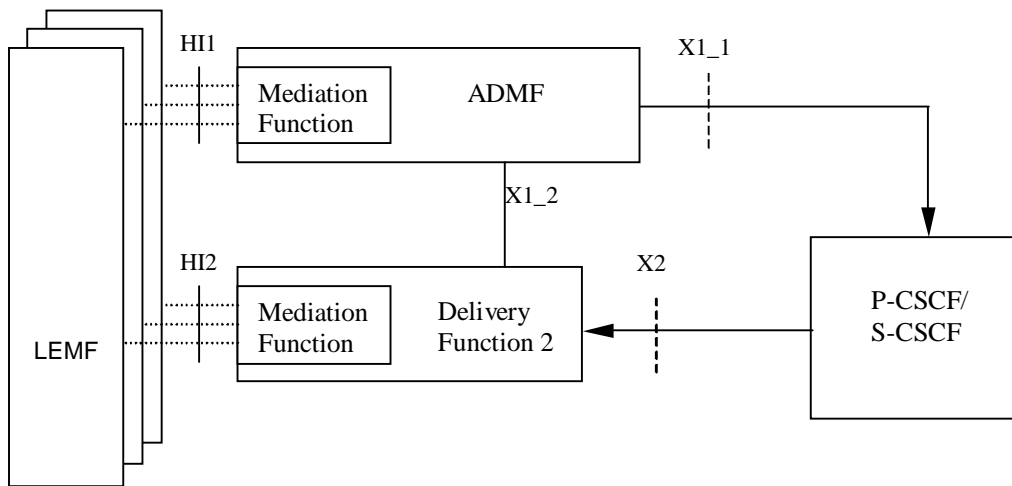 HI1
X1_1
Mediation
Function
ADMF
X1_2
HI2
X2
Mediation
Function
Delivery
Function 2
P-CSCF/
S-CSCF
LEMF